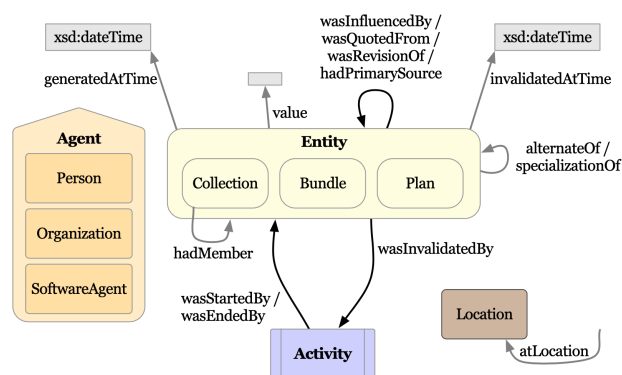 wasInfluencedBy /
wasQuotedFrom /
wasRevisionOf /
hadPrimarySource
xsd:dateTime
xsd:dateTime
generatedAtTime
value
invalidatedAtTime
Agent
Person
Organization
SoftwareAgent
Entity
Collection
Bundle
Plan
alternateOf /
specializationOf
hadMember
wasInvalidatedBy
wasStartedBy /
wasEndedBy
Activity
Location
atLocation